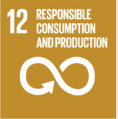 12 RESPONSIBLE
CONSUMPTION
AND PRODUCTION